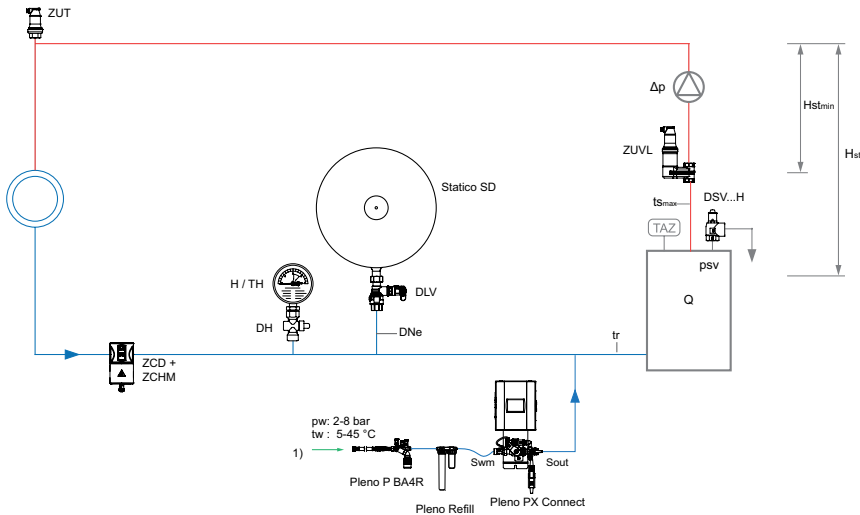 ZUT
Δp
Hstmin
Hst
ZUVL
Statico SD
tsmax
DSV...H
TAZ
psv
Q
H / TH
DLV
DH
DNe
tr
ZCD +
ZCHM
pw: 2-8 bar
tw : 5-45 °C
1)
Swm
Sout
Pleno P BA4R
Pleno PX Connect
Pleno Refill